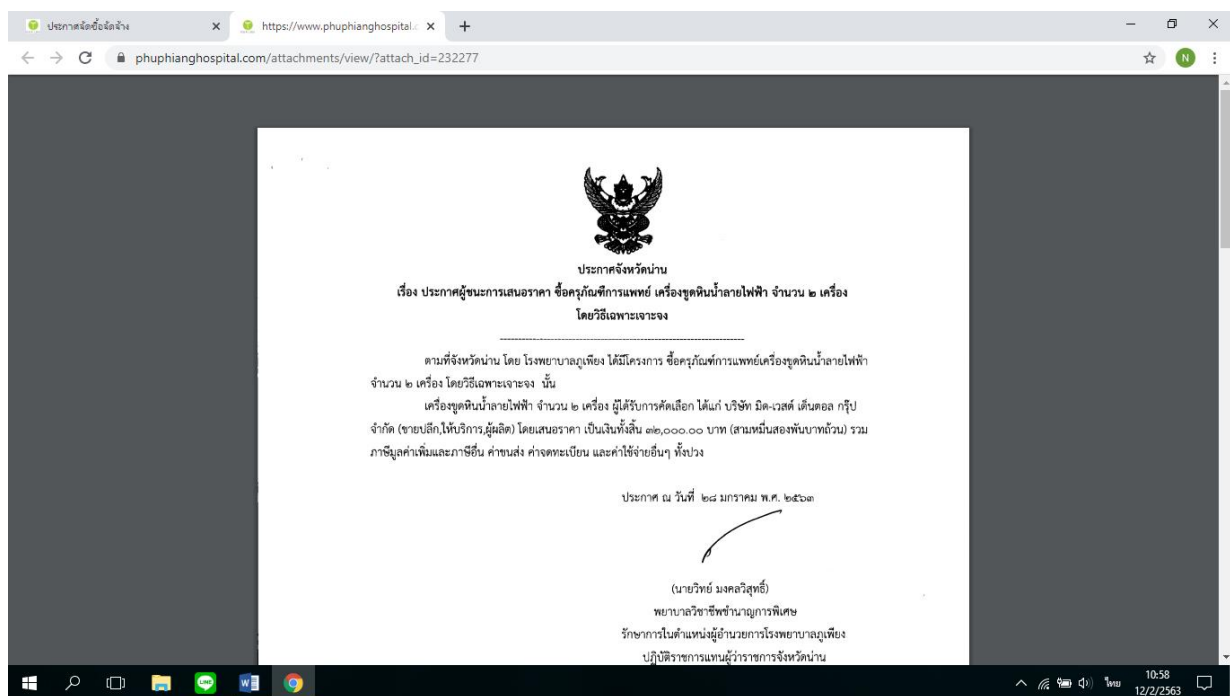 ประกาศจัดซื้อจัดจ้าง
https://www.phuphianghospital.c
phuphianghospital.com/attachments/view/?attach_id=232277
N
ประกาศจังหวัดน่าน
เรื่อง ประกาศผู้ชนะการเสนอราคา ซื้อครุภัณฑ์การแพทย์ เครื่องขูดหินน้ำลายไฟฟ้า จำนวน ๒ เครื่อง
โดยวิธีเฉพาะเจาะจง
ตามที่จังหวัดน่าน โดย โรงพยาบาลภูเพียง ได้มีโครงการ ซื้อครุภัณฑ์การแพทย์เครื่องขูดหินน้ำลายไฟฟ้า
จำนวน ๒ เครื่อง โดยวิธีเฉพาะเจาะจง นั้น
เครื่องขูดหินน้ำลายไฟฟ้า จำนวน ๒ เครื่อง ผู้ได้รับการคัดเลือก ได้แก่ บริษัท มิด-เวสต์ เด็นตอล กรุ๊ป
จำกัด (ขายปลีก,ให้บริการ,ผู้ผลิต) โดยเสนอราคา เป็นเงินทั้งสิ้น ๓๒,๐๐๐.๐๐ บาท (สามหมื่นสองพันบาทถ้วน) รวม
ภาษีมูลค่าเพิ่มและภาษีอื่น ค่าขนส่ง ค่าจดทะเบียน และค่าใช้จ่ายอื่นๆ ทั้งปวง
ประกาศ ณ วันที่ ๒๘ มกราคม พ.ศ. ๒๕๖๓
(นายวิทย์ มงคลวิสุทธิ์)
พยาบาลวิชาชีพชำนาญการพิเศษ
รักษาการในตำแหน่งผู้อำนวยการโรงพยาบาลภูเพียง
ปฏิบัติราชการแทนผู้ว่าราชการจังหวัดน่าน
LINE
W
ไทย
10:58
12/2/2563